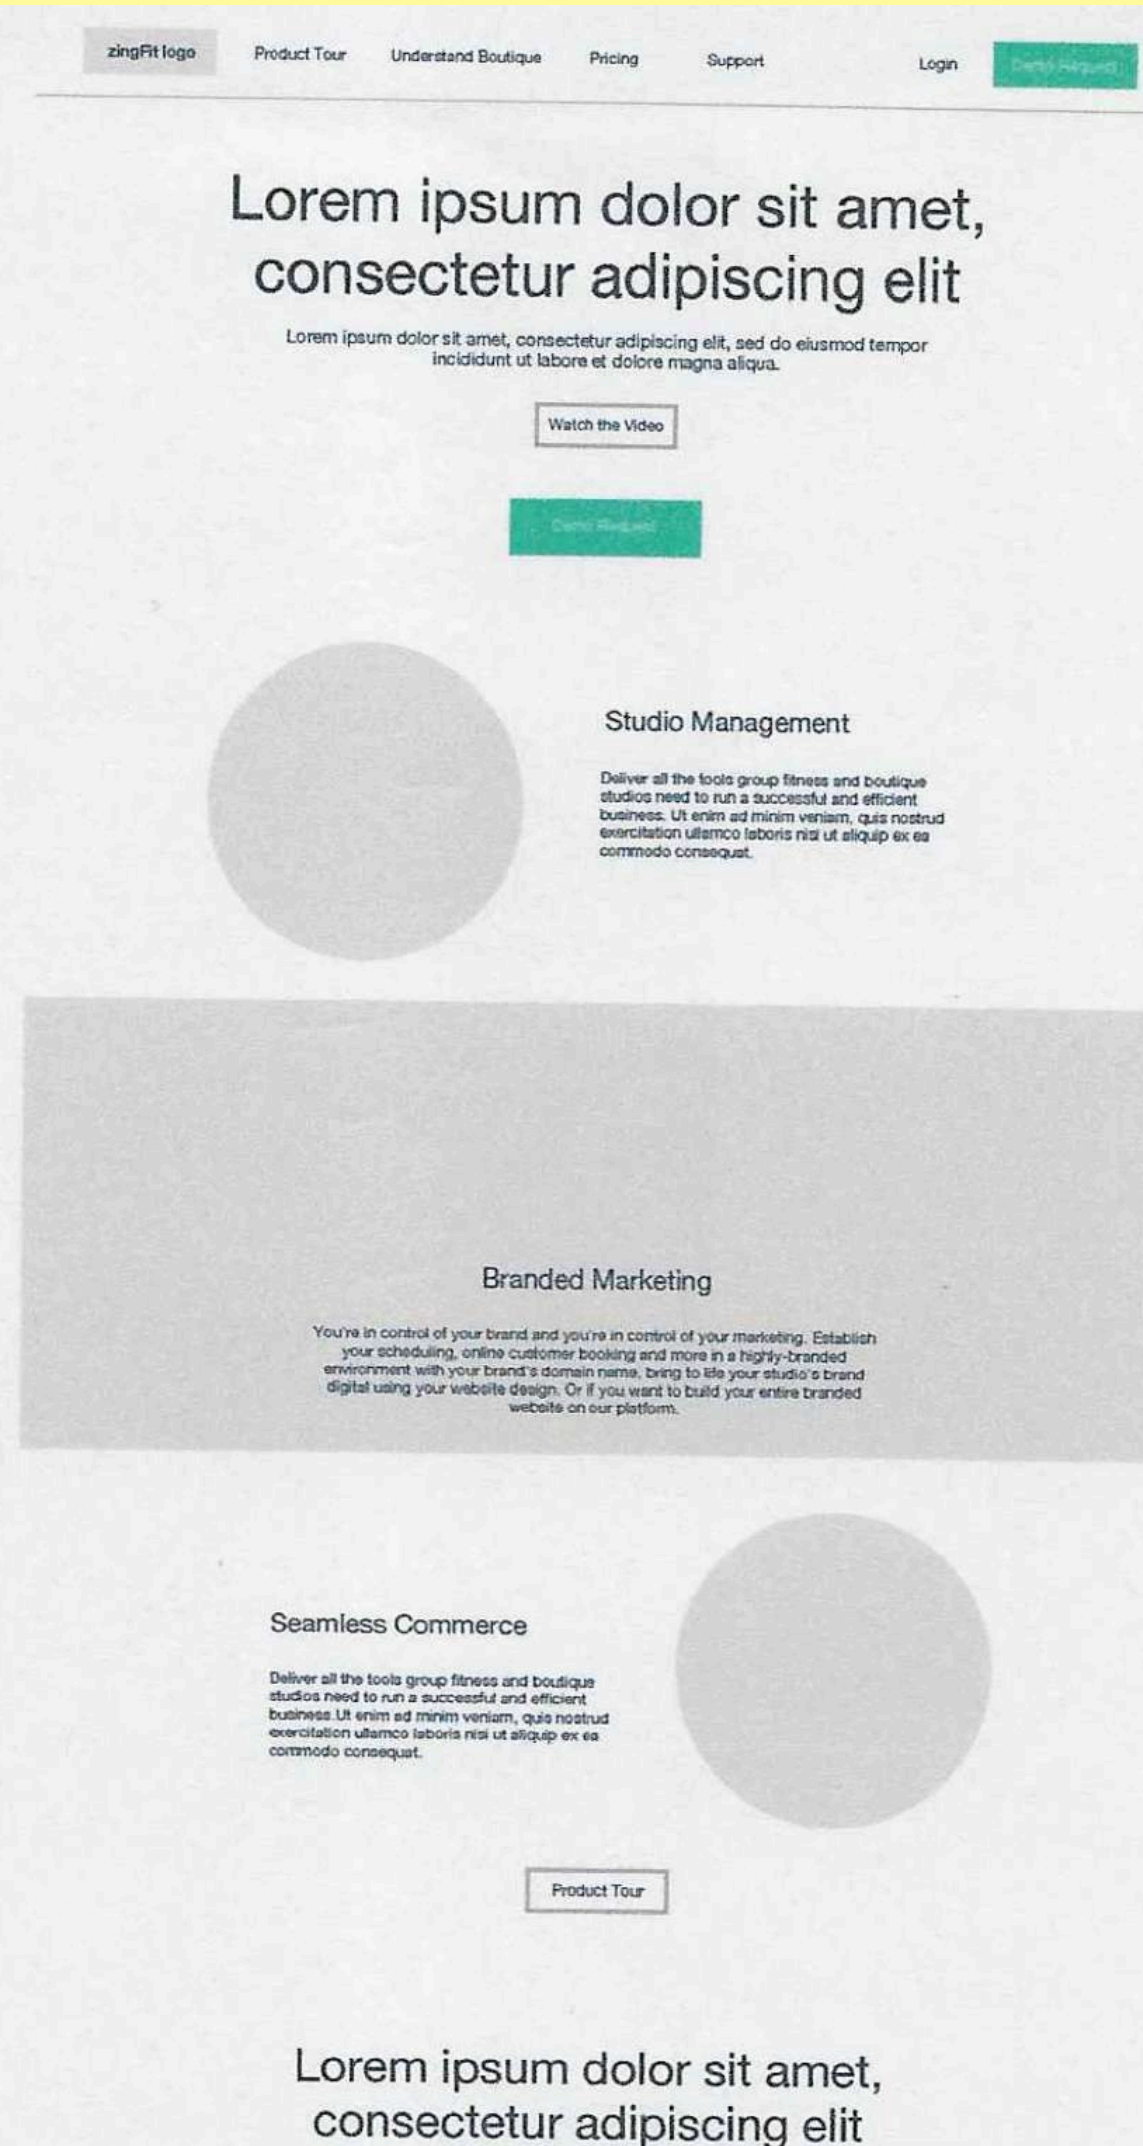 zingFit logo
Product Tour
Understand Boutique
Pricing
Support
Login
Demo Request
Lorem ipsum dolor sit amet,
consectetur adipiscing elit
Lorem ipsum dolor sit amet, consectetur adipiscing elit, sed do eiusmod tempor
incididunt ut labore et dolore magna aliqua.
Watch the Video
Demo Request
Studio Management
Deliver all the tools group fitness and boutique
studios need to run a successful and efficient
business. Ut enim ad minim veniam, quis nostrud
exercitation ullamco laboris nisi ut aliquip ex ea
commodo consequat.
Branded Marketing
You're in control of your brand and you're in control of your marketing. Establish
your scheduling, online customer booking and more in a highly-branded
environment with your brand's domain name, bring to life your studio's brand
digital using your website design. Or if you want to build your entire branded
website on our platform.
Seamless Commerce
Deliver all the tools group fitness and boutique
studios need to run a successful and efficient
business. Ut enim ad minim veniam, quis nostrud
exercitation ullamco laboris nisi ut aliquip ex ea
commodo consequat.
Product Tour
Lorem ipsum dolor sit amet,
consectetur adipiscing elit